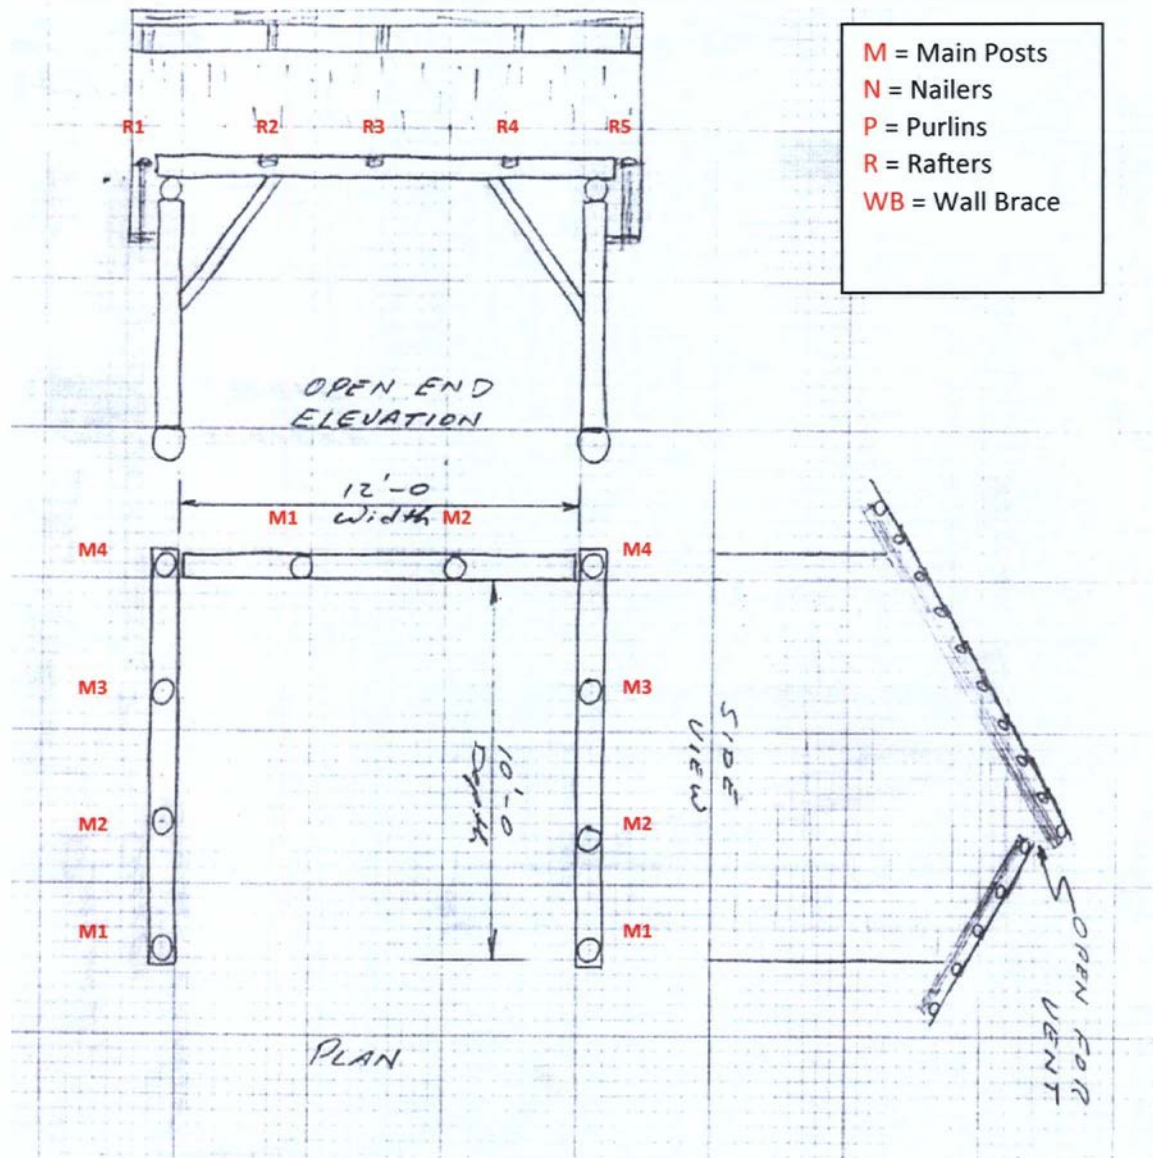 M = Main Posts
N = Nailers
P = Purlins
R = Rafters
WB = Wall Brace
R1 R2 R3 R4 R5
OPEN END
ELEVATION
12'-0
width
M1 M2
M4 M4
M3 M3
10'-0
Depth
SIDE
VIEW
M2 M2
M1 M1
OPEN FOR
VENT
PLAN